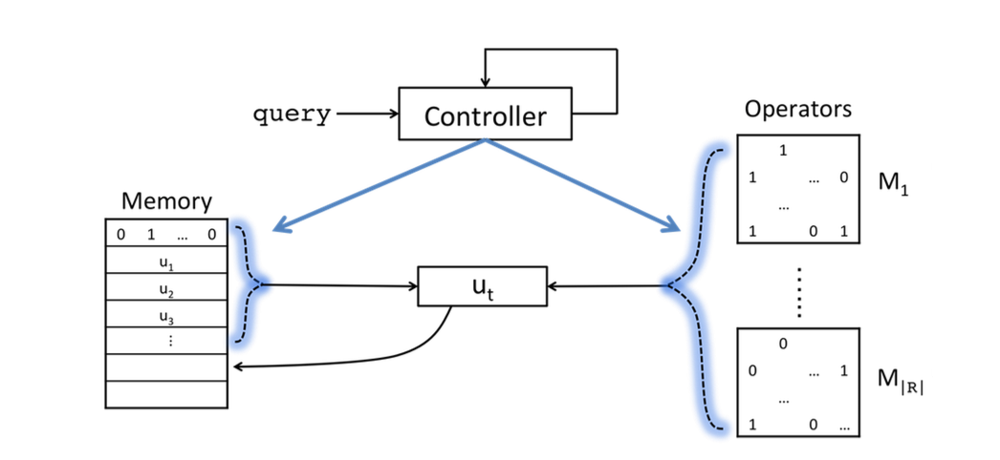 query
Controller
Operators
1
1 ... 0
...
1 0 1
M1
Memory
0 1 ... 0
u1
u2
u3
⋮
ut
0
0 ... 1
...
1 0 ...
M|R|